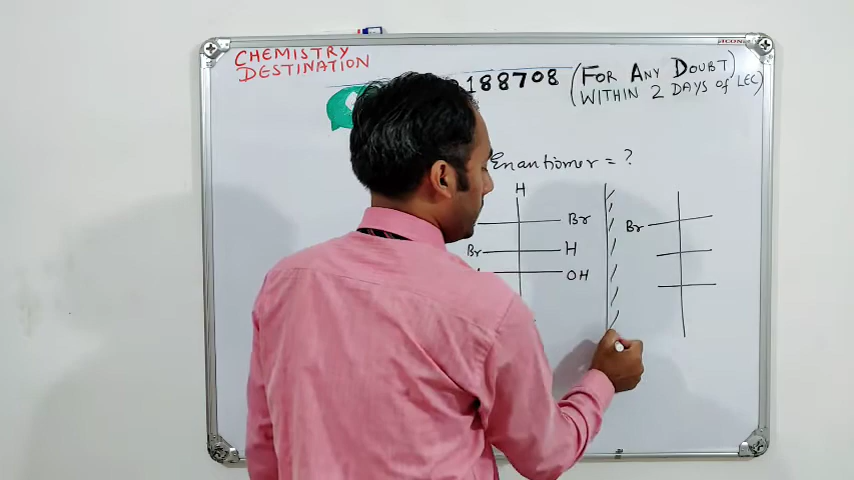 CHEMISTRY
DESTINATION
188708 (FOR ANY DOUBT)
WITHIN 2 DAYS of LEC)
Enantiomer = ?
H
Br
Br
Br H
OH